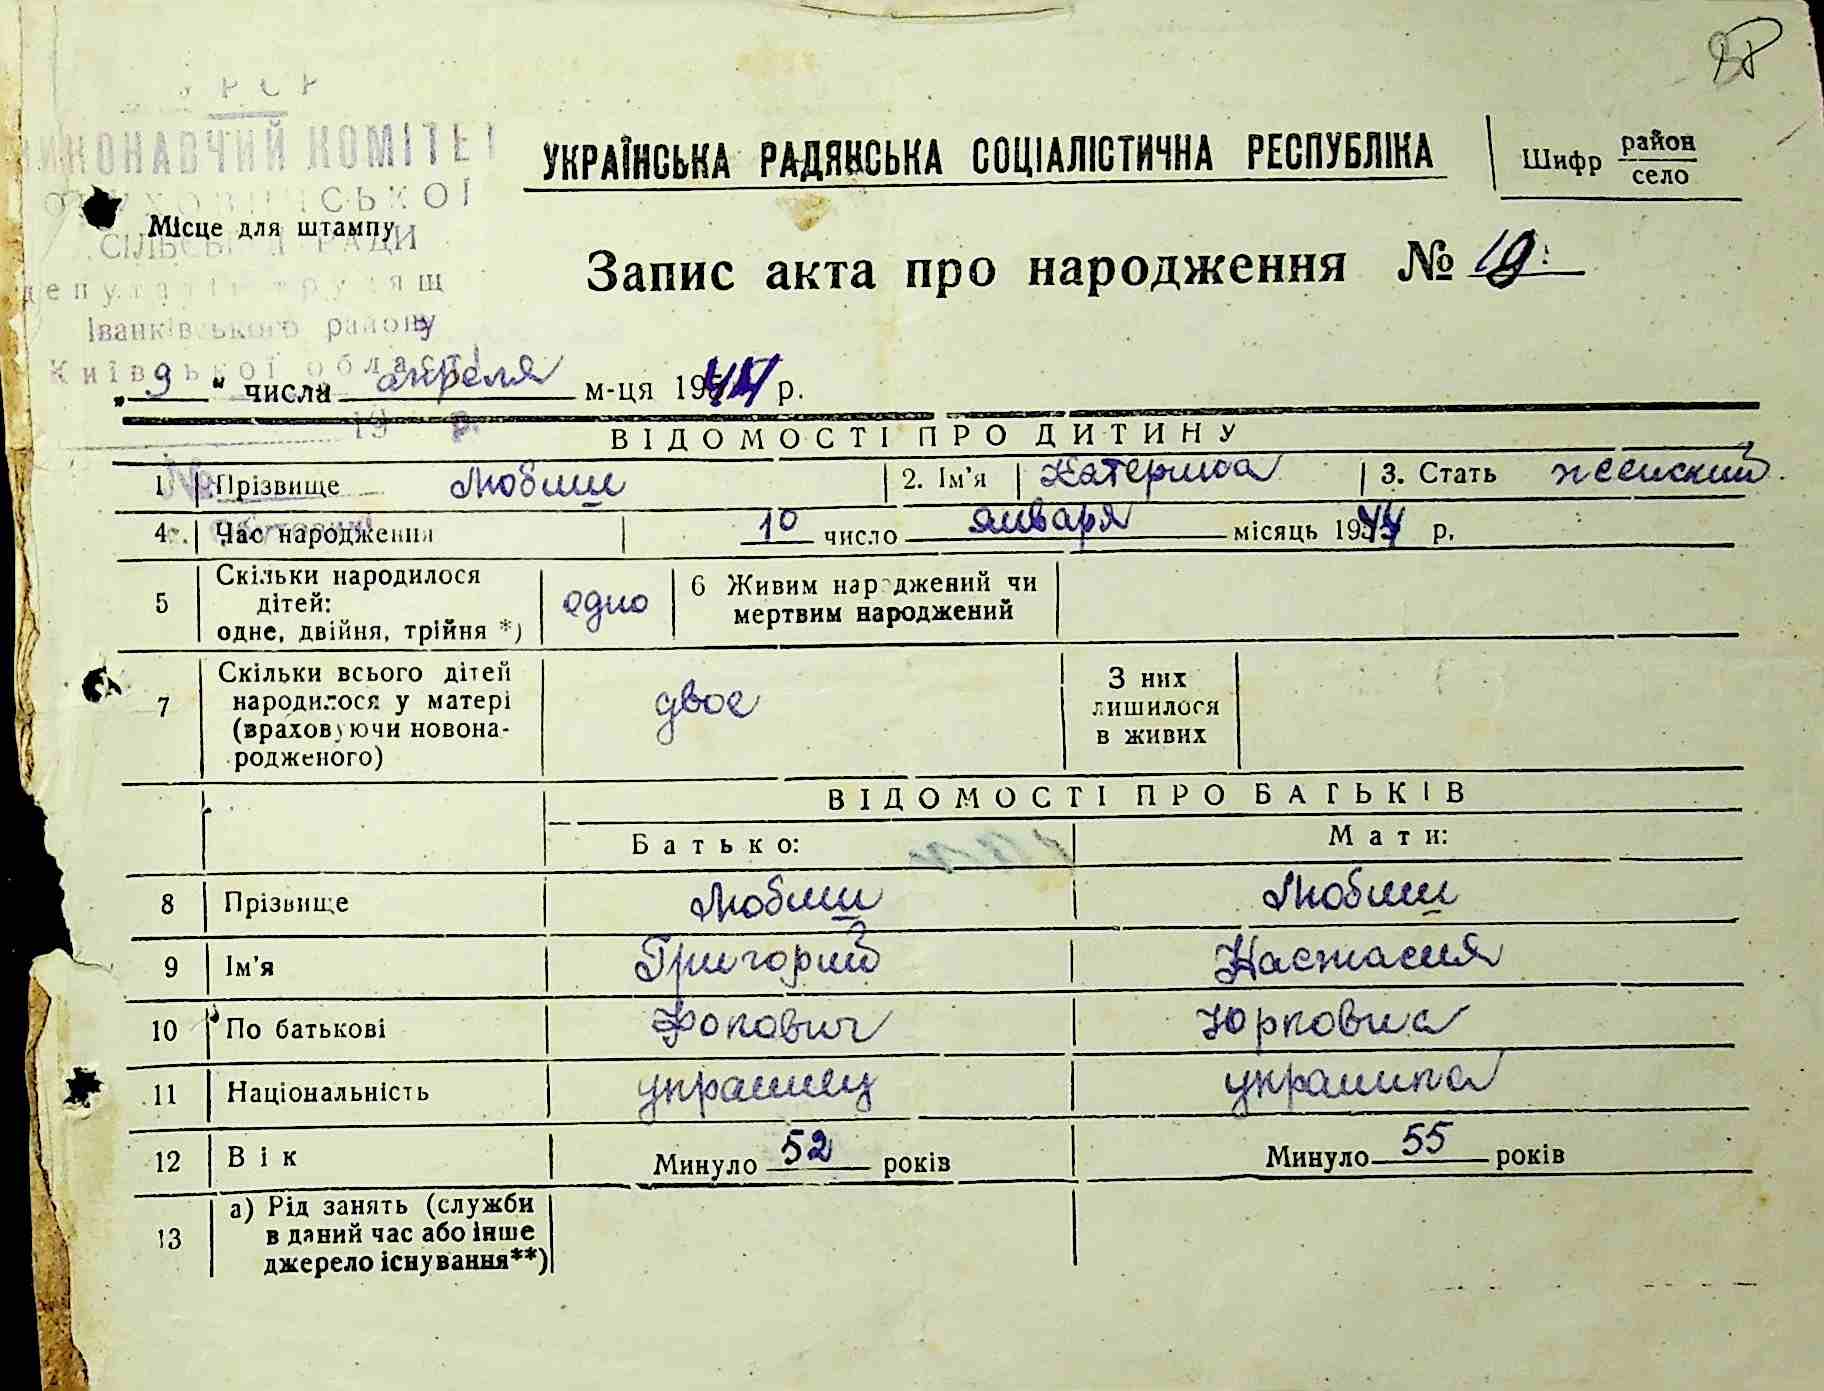 ВИКОНАВЧИЙ КОМІТЕТ
СІЛЬСЬКОЇ РАДИ
депутатів трудящ
Іванківського району
Київської області
19 р.
УКРАЇНСЬКА РАДЯНСЬКА СОЦІАЛІСТИЧНА РЕСПУБЛІКА
Шифр район
село
Місце для штампу
Запис акта про народження №
„ 9 “ числа апреля м-ця 1944 р.
ВІДОМОСТІ ПРО ДИТИНУ
1 Прізвище Любиш 2. Ім'я Катерина 3. Стать женский
4. Час народження 10 число января місяць 1944 р.
5 Скільки народилося дітей: одне, двійня, трійня *) одно 6 Живим народжений чи мертвим народжений
7 Скільки всього дітей народилося у матері (враховуючи новонародженого) двое З них лишилося в живих
ВІДОМОСТІ ПРО БАТЬКІВ
Батько: Мати:
8 Прізвище Любиш Любиш
9 Ім'я Григорий Настасия
10 По батькові Фокович Юрковна
11 Національність украинец украинка
12 Вік Минуло 52 років Минуло 55 років
13 а) Рід занять (служби
в даний час або інше
джерело існування**)